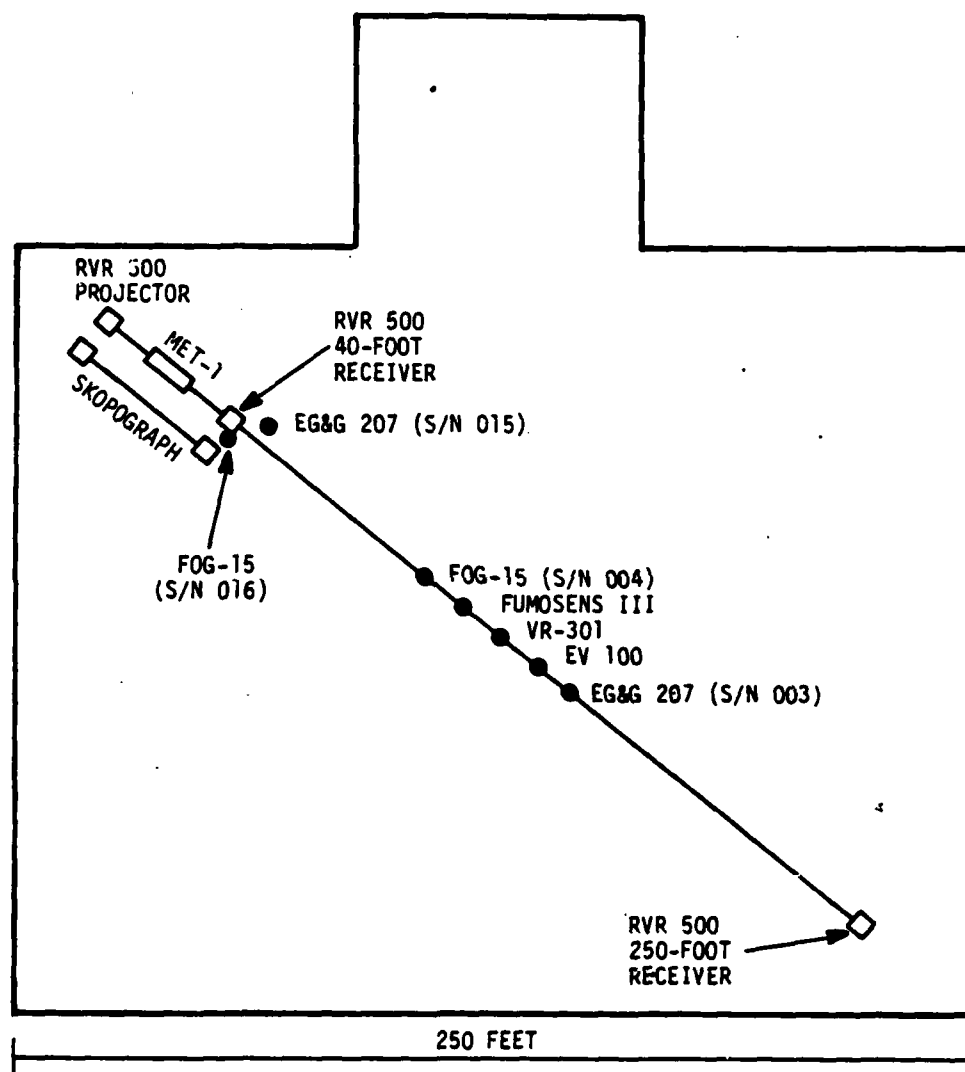 RVR 500
PROJECTOR
MET-1
SKOPOGRAPH
RVR 500
40-FOOT
RECEIVER
EG&G 207 (S/N 015)
FOG-15
(S/N 016)
FOG-15 (S/N 004)
FUMOSENS III
VR-301
EV 100
EG&G 207 (S/N 003)
RVR 500
250-FOOT
RECEIVER
250 FEET